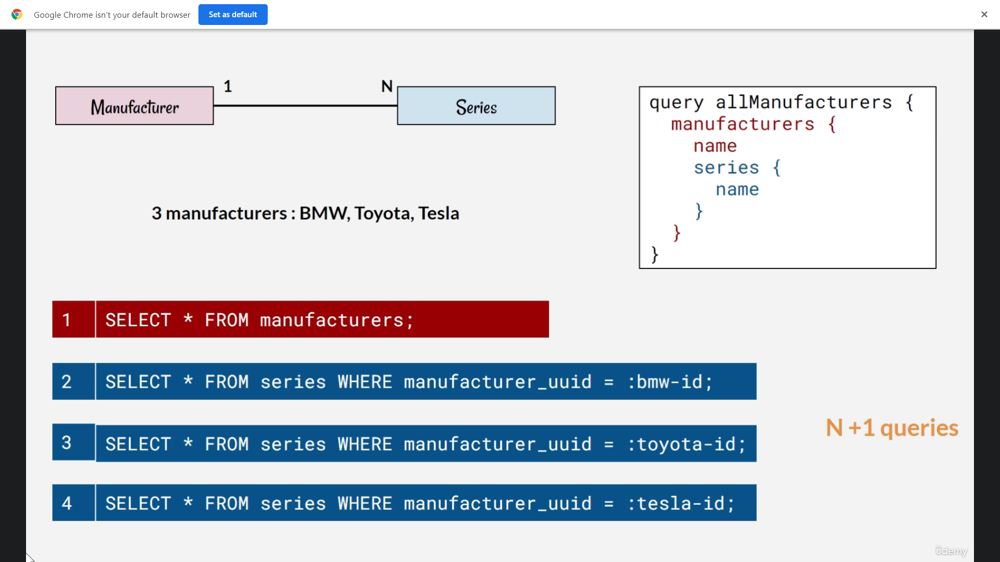 Google Chrome isn't your default browser
Set as default
1
N
Manufacturer
Series
query allManufacturers {
manufacturers {
name
series {
name
}
}
}
3 manufacturers : BMW, Toyota, Tesla
1 SELECT * FROM manufacturers;
2 SELECT * FROM series WHERE manufacturer_uuid = :bmw-id;
3 SELECT * FROM series WHERE manufacturer_uuid = :toyota-id;
N +1 queries
4 SELECT * FROM series WHERE manufacturer_uuid = :tesla-id;
ûdemy